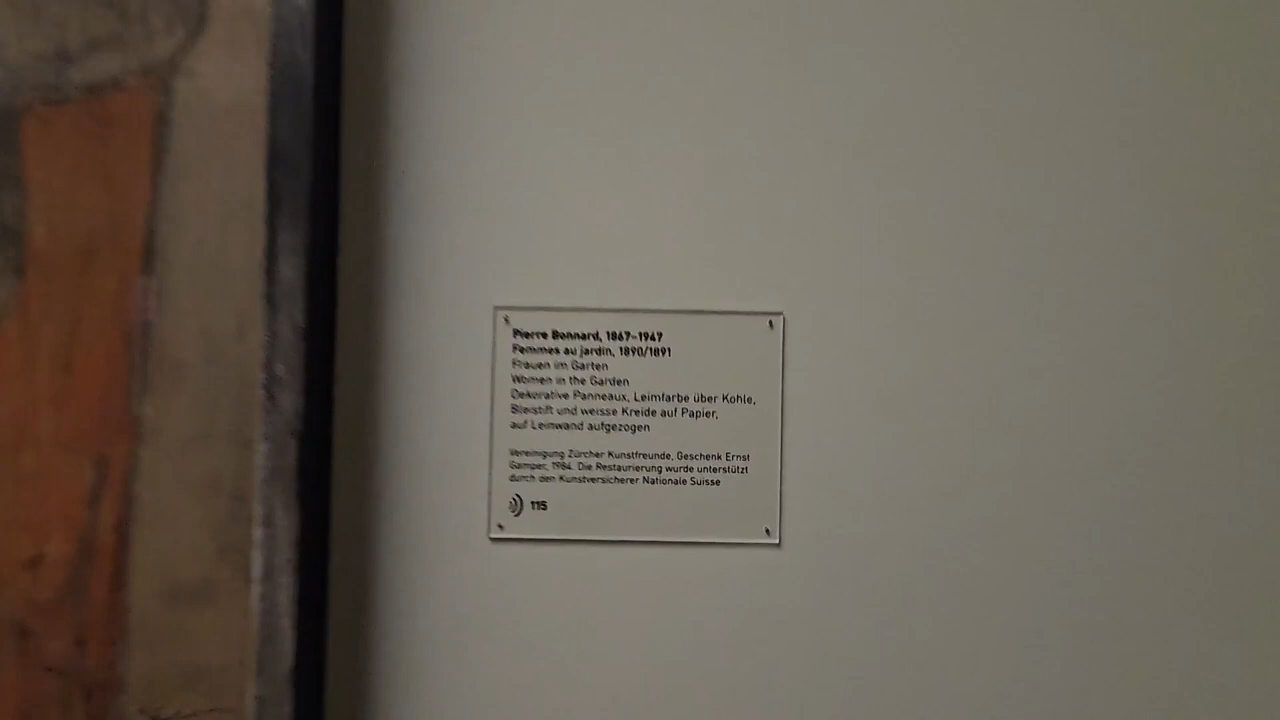 Pierre Bonnard, 1867–1947
Femmes au jardin, 1890/1891
Frauen im Garten
Women in the Garden
Dekorative Panneaux, Leimfarbe über Kohle,
Bleistift und weisse Kreide auf Papier,
auf Leinwand aufgezogen
Vereinigung Zürcher Kunstfreunde, Geschenk Ernst
Gamper, 1984. Die Restaurierung wurde unterstützt
durch den Kunstversicherer Nationale Suisse
115